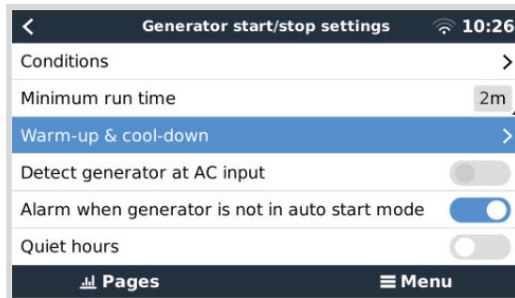 Generator start/stop settings 10:26
Conditions
Minimum run time 2m
Warm-up & cool-down
Detect generator at AC input
Alarm when generator is not in auto start mode
Quiet hours
Pages Menu